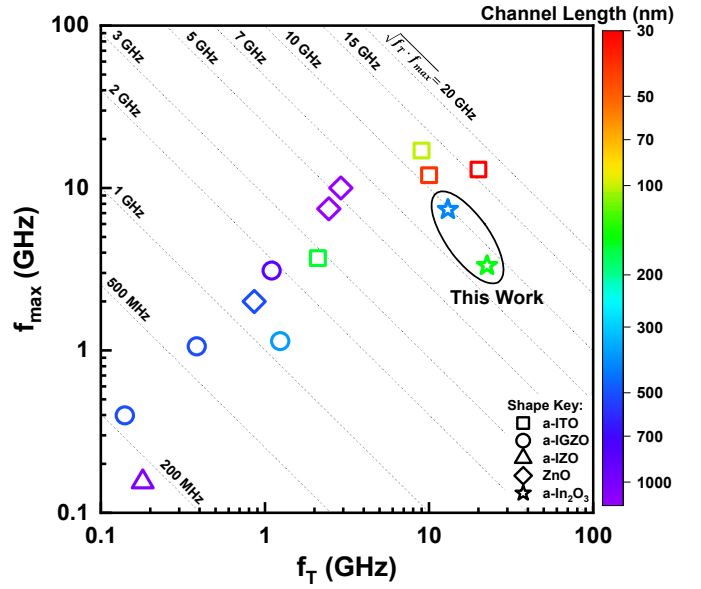 Channel Length (nm)
100
10
1
0.1
f_max (GHz)
3 GHz
5 GHz
7 GHz
10 GHz
15 GHz
√f_T · f_max = 20 GHz
2 GHz
1 GHz
500 MHz
200 MHz
This Work
Shape Key:
a-ITO
a-IGZO
a-IZO
ZnO
a-In₂O₃
0.1
1
10
100
f_T (GHz)
30
50
70
100
200
300
500
700
1000